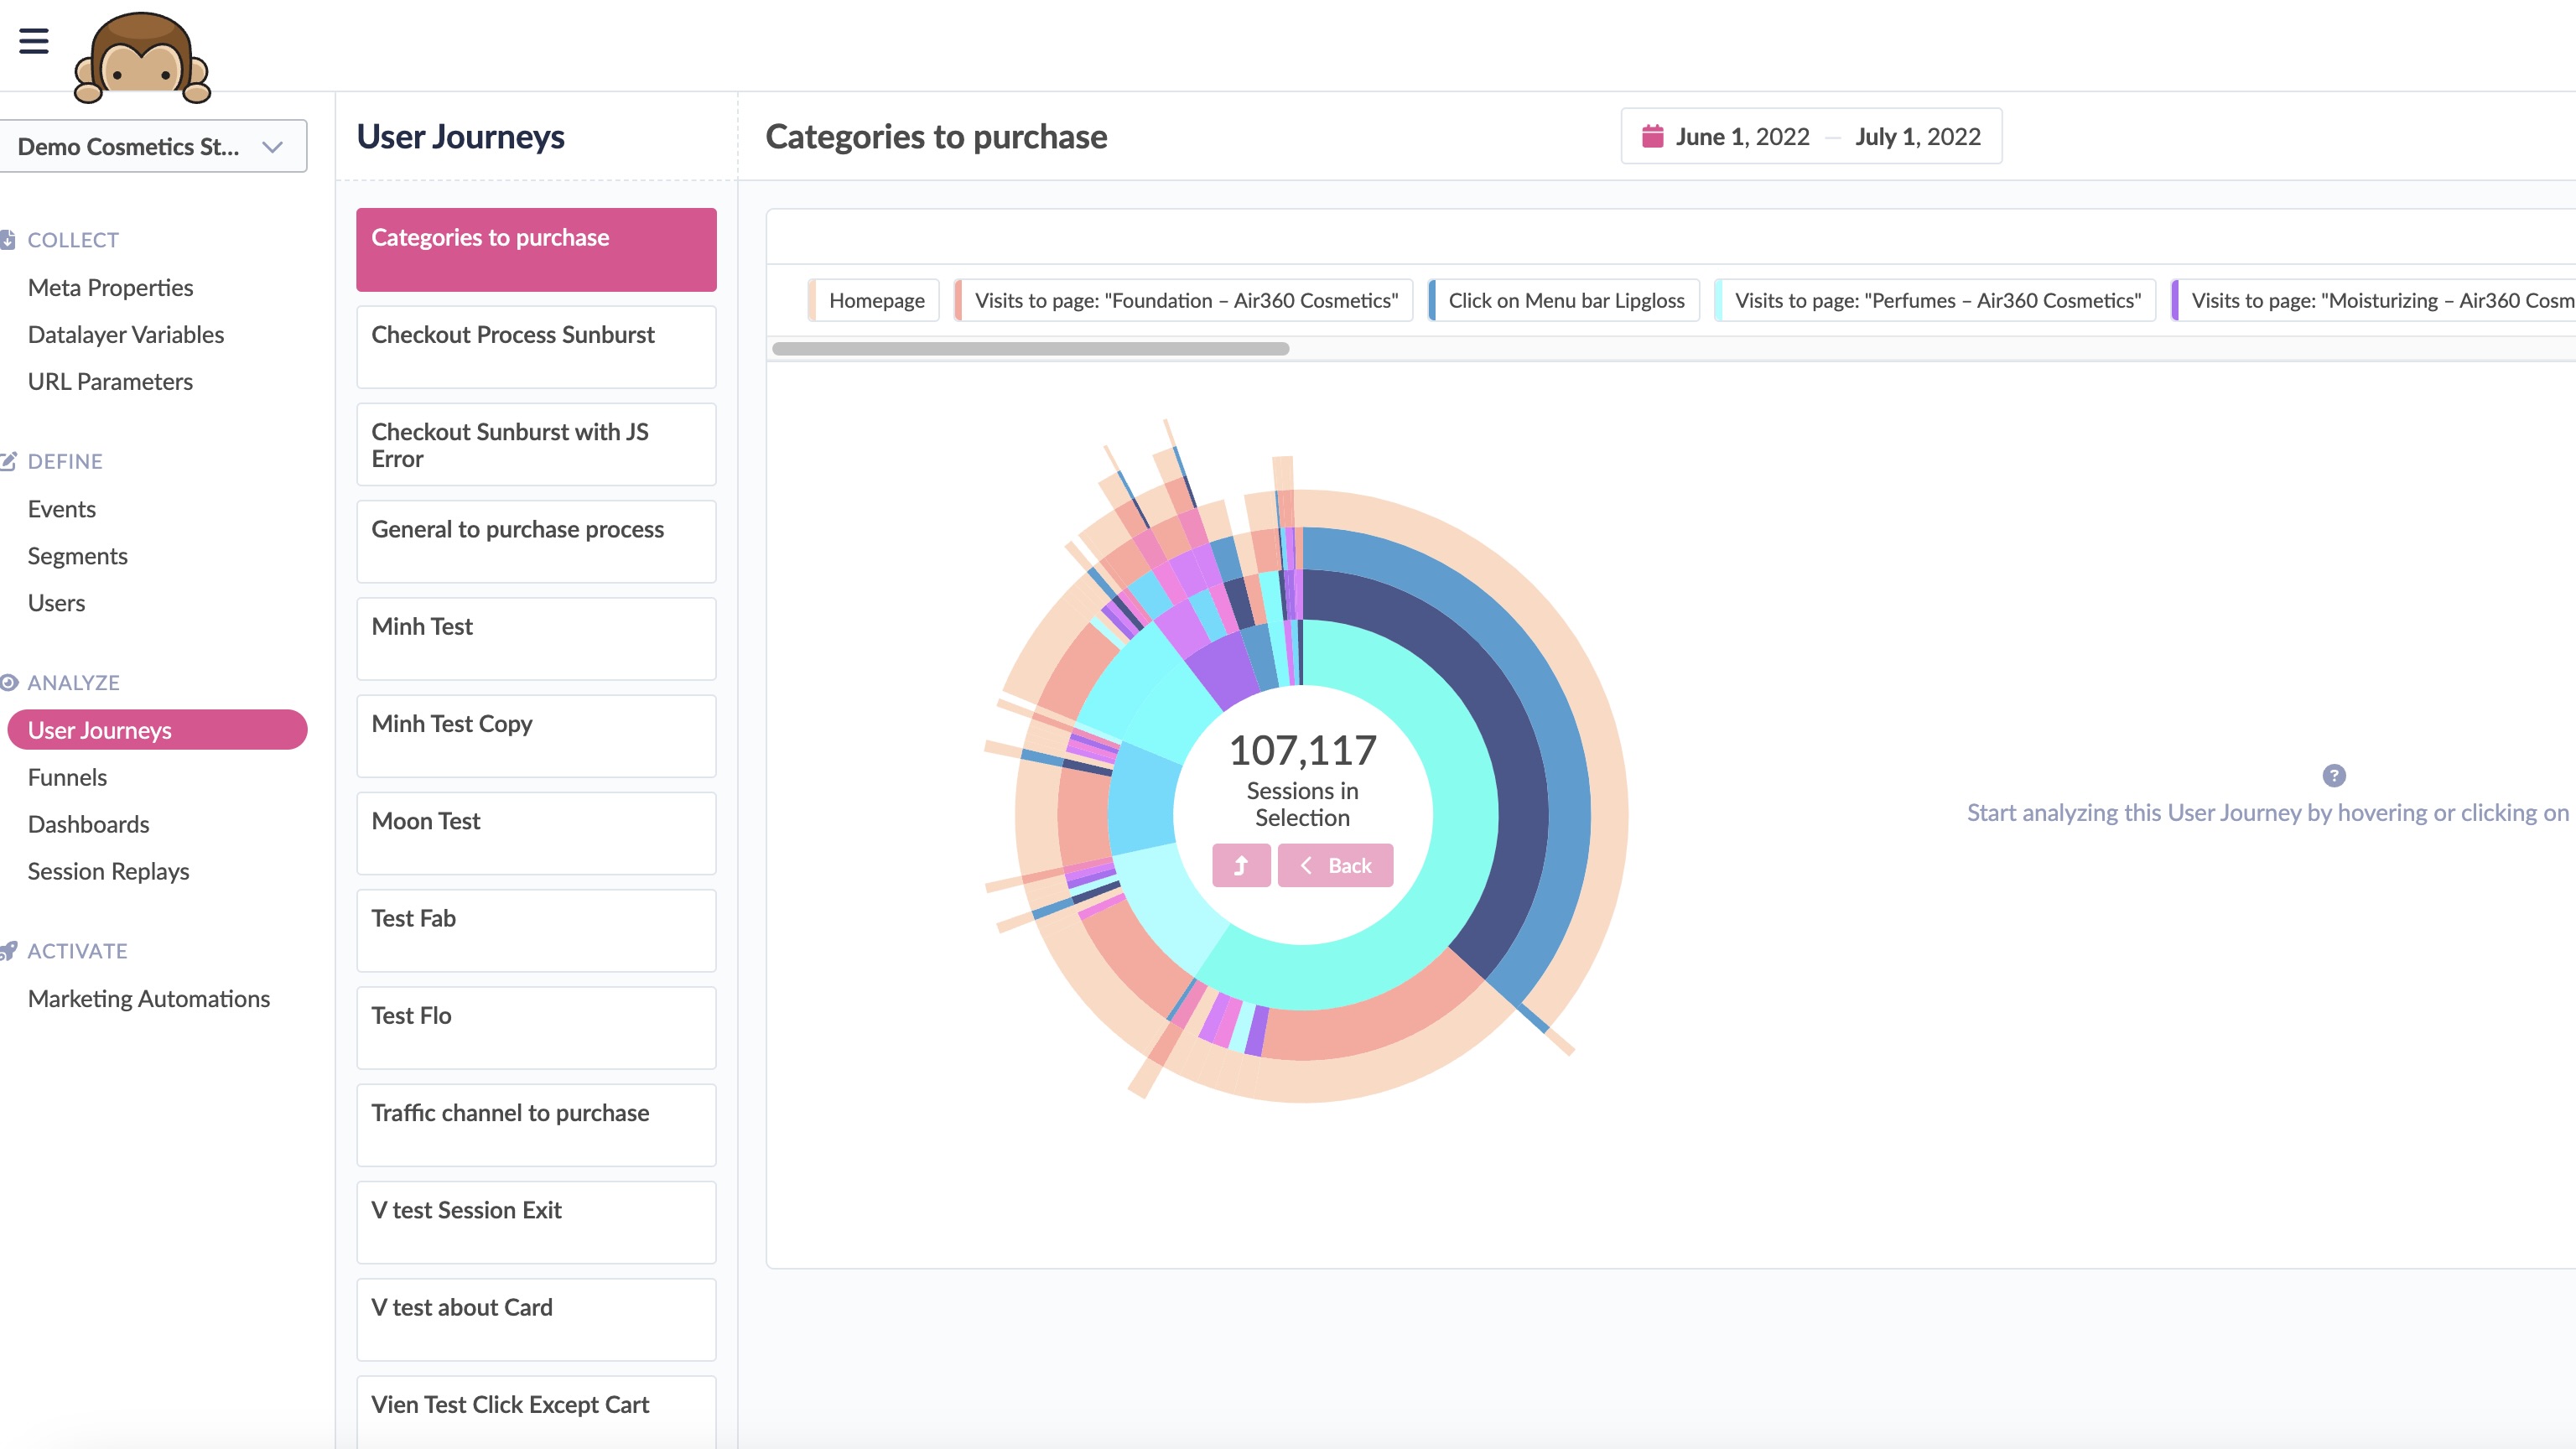 Demo Cosmetics St...
COLLECT
Meta Properties
Datalayer Variables
URL Parameters
DEFINE
Events
Segments
Users
ANALYZE
User Journeys
Funnels
Dashboards
Session Replays
ACTIVATE
Marketing Automations
User Journeys
Categories to purchase
Checkout Process Sunburst
Checkout Sunburst with JS
Error
General to purchase process
Minh Test
Minh Test Copy
Moon Test
Test Fab
Test Flo
Traffic channel to purchase
V test Session Exit
V test about Card
Vien Test Click Except Cart
Categories to purchase
June 1, 2022 — July 1, 2022
Homepage
Visits to page: "Foundation – Air360 Cosmetics"
Click on Menu bar Lipgloss
Visits to page: "Perfumes – Air360 Cosmetics"
Visits to page: "Moisturizing – Air360 Cosm
107,117
Sessions in
Selection
Back
?
Start analyzing this User Journey by hovering or clicking on